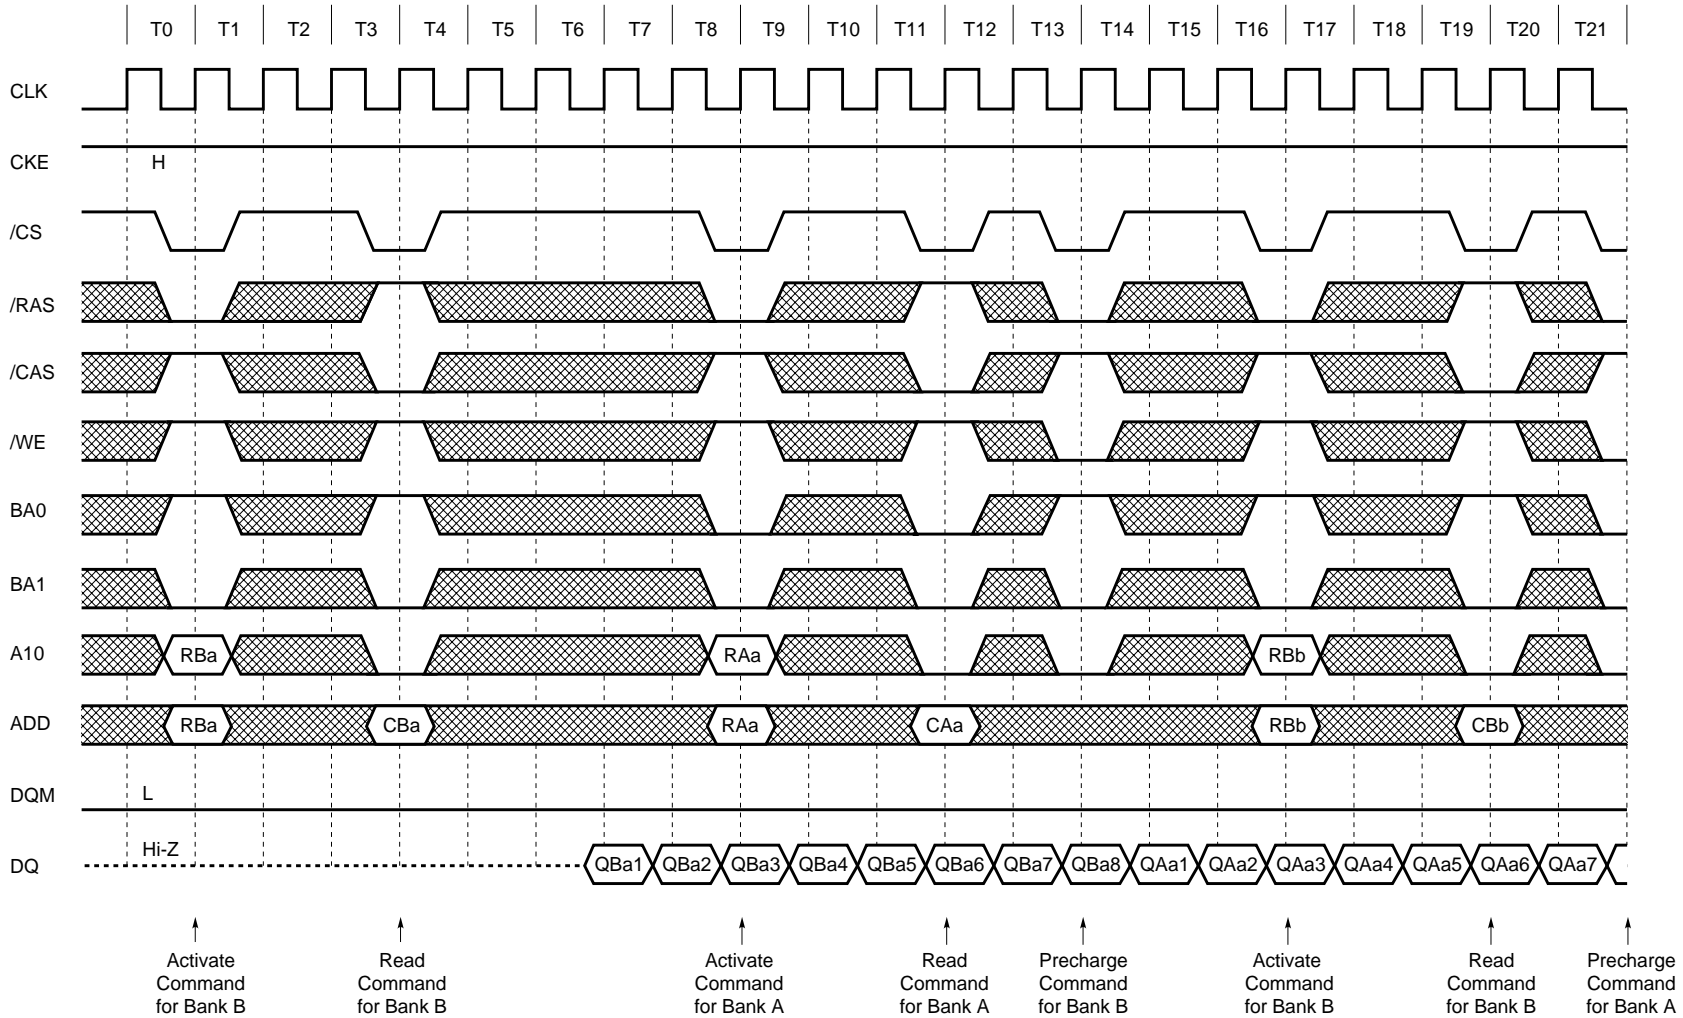 T0 T1 T2 T3 T4 T5 T6 T7 T8 T9 T10 T11 T12 T13 T14 T15 T16 T17 T18 T19 T20 T21
CLK
CKE H
/CS
/RAS
/CAS
/WE
BA0
BA1
A10 RBa RAa RBb
ADD RBa CBa RAa CAa RBb CBb
DQM L
DQ Hi-Z QBa1 QBa2 QBa3 QBa4 QBa5 QBa6 QBa7 QBa8 QAa1 QAa2 QAa3 QAa4 QAa5 QAa6 QAa7
Activate
Command
for Bank B
Read
Command
for Bank B
Activate
Command
for Bank A
Read
Command
for Bank A
Precharge
Command
for Bank B
Activate
Command
for Bank B
Read
Command
for Bank B
Precharge
Command
for Bank A